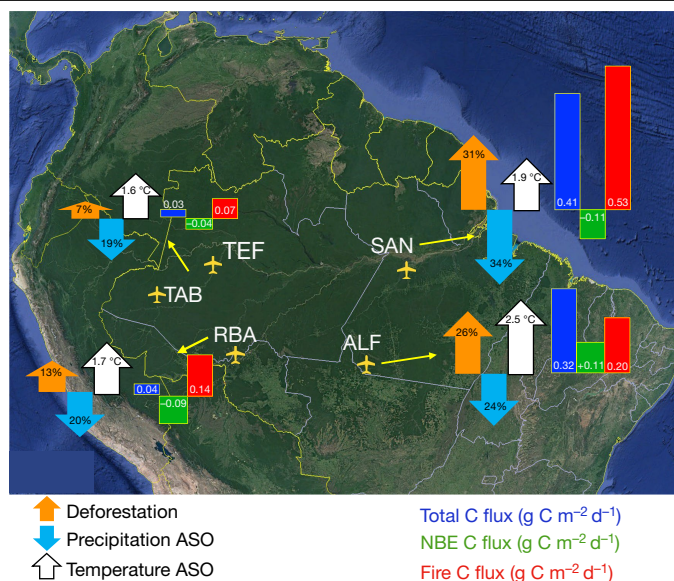 31%
1.9 °C
1.6 °C
0.03
7%
0.07
0.41
0.53
−0.04
−0.11
19%
TEF
SAN
34%
TAB
RBA
ALF
26%
2.5 °C
1.7 °C
13%
0.04
0.14
−0.09
0.32
+0.11
0.20
20%
24%
Deforestation
Precipitation ASO
Temperature ASO
Total C flux (g C m⁻² d⁻¹)
NBE C flux (g C m⁻² d⁻¹)
Fire C flux (g C m⁻² d⁻¹)